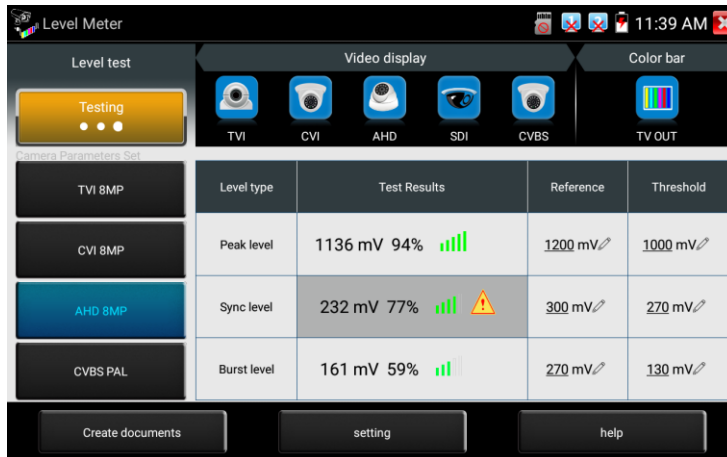 Level Meter
11:39 AM
Level test
Video display
Color bar
Testing
TVI
CVI
AHD
SDI
CVBS
TV OUT
Camera Parameters Set
TVI 8MP
CVI 8MP
AHD 8MP
CVBS PAL
Level type
Test Results
Reference
Threshold
Peak level
1136 mV 94%
1200 mV
1000 mV
Sync level
232 mV 77%
300 mV
270 mV
Burst level
161 mV 59%
270 mV
130 mV
Create documents
setting
help